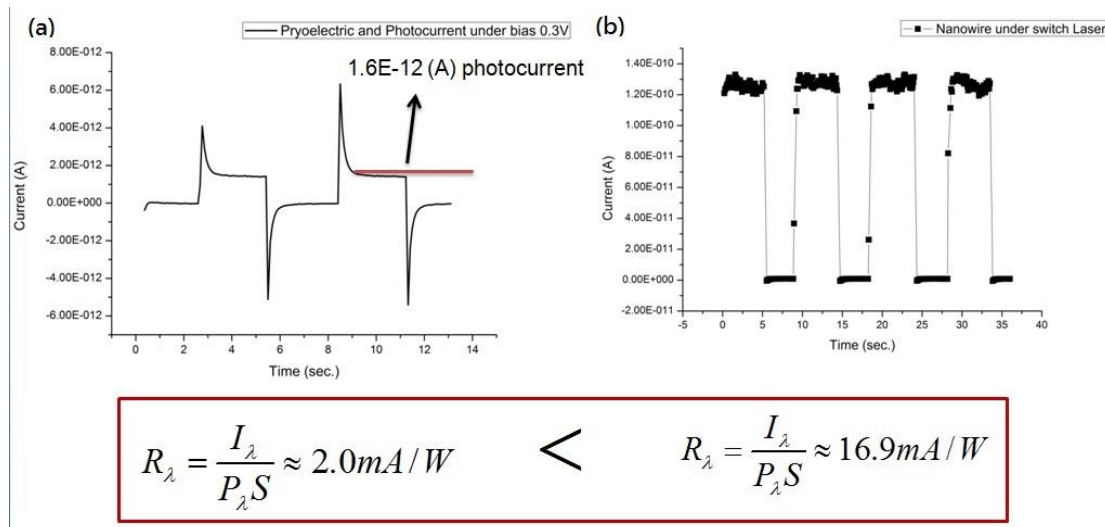 (a)
Pryoelectric and Photocurrent under bias 0.3V
8.00E-012
6.00E-012
4.00E-012
2.00E-012
0.00E+000
-2.00E-012
-4.00E-012
-6.00E-012
Current (A)
1.6E-12 (A) photocurrent
0 2 4 6 8 10 12 14
Time (sec.)
(b)
Nanowire under switch Laser
1.40E-010
1.20E-010
1.00E-010
8.00E-011
6.00E-011
4.00E-011
2.00E-011
0.00E+000
-2.00E-011
Current (A)
-5 0 5 10 15 20 25 30 35 40
Time (sec.)
R_λ = I_λ / P_λ S ≈ 2.0mA/W < R_λ = I_λ / P_λ S ≈ 16.9mA/W